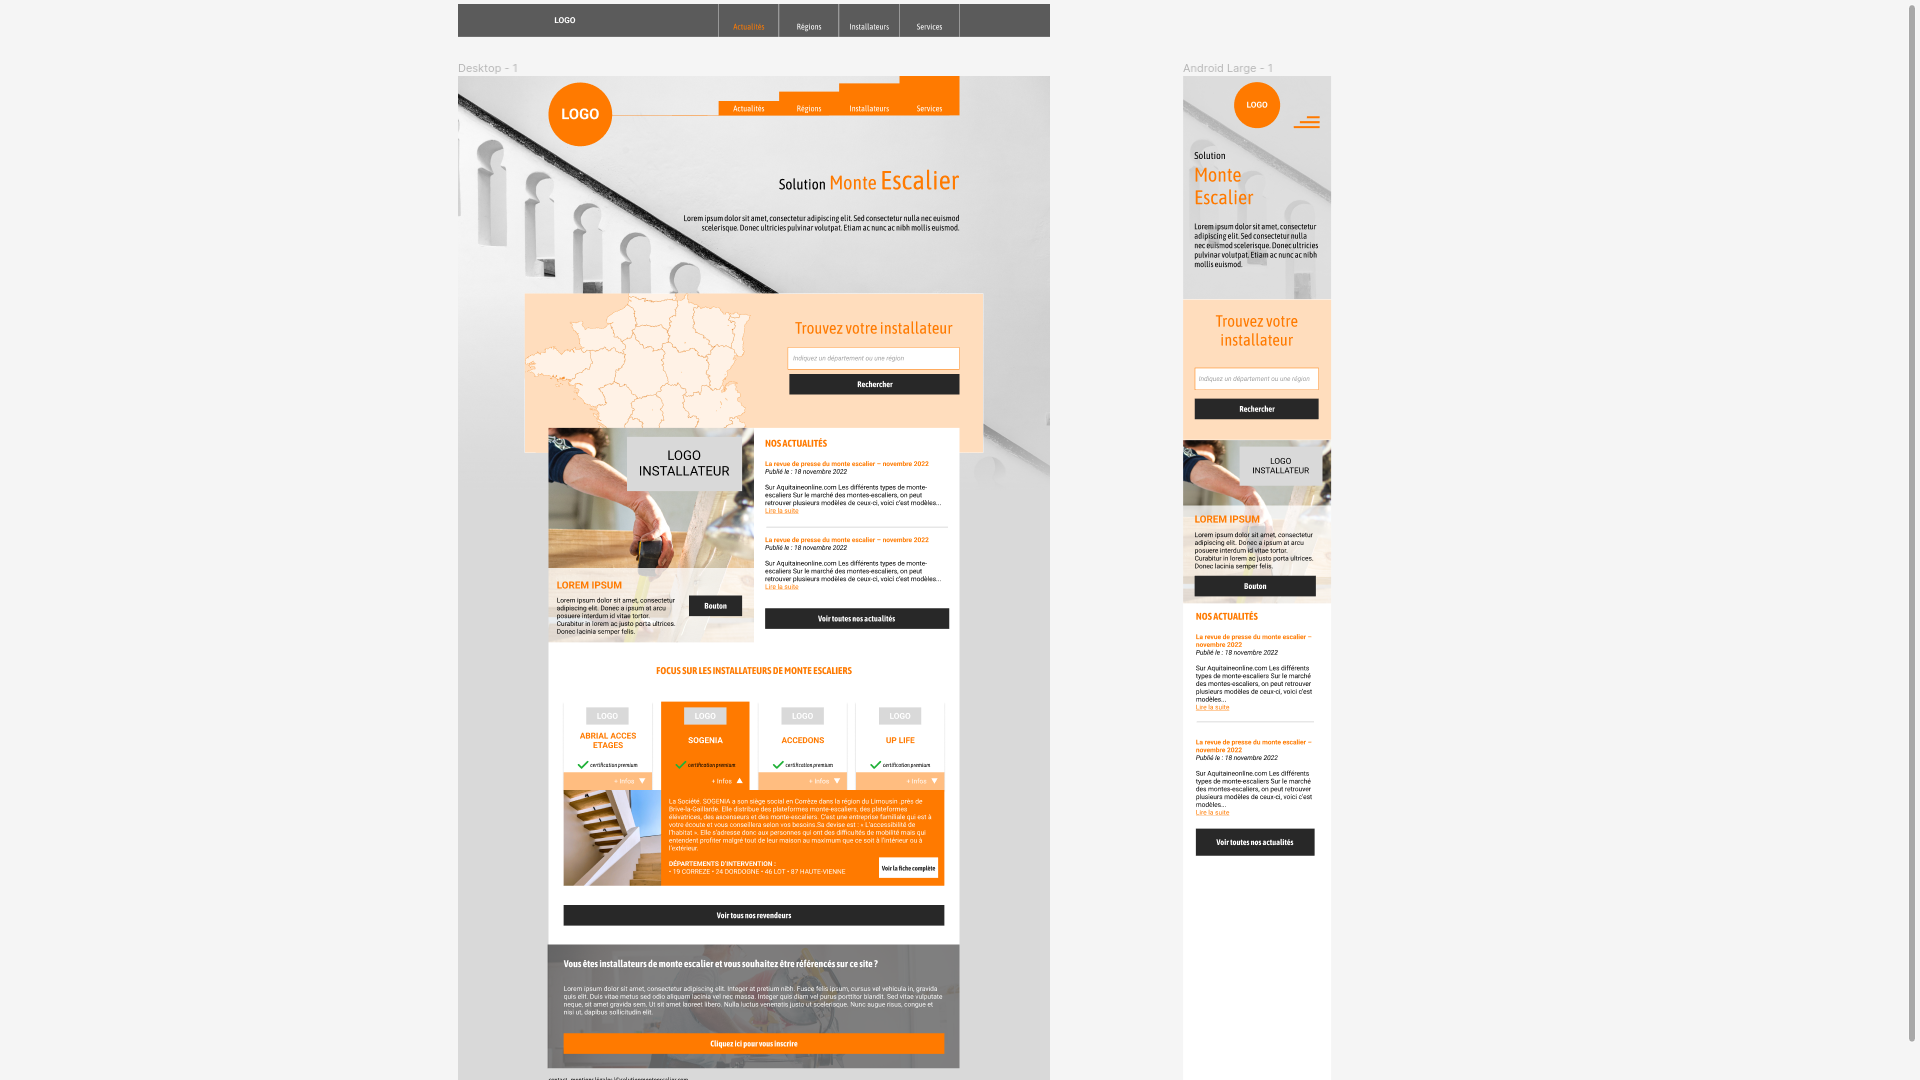 LOGO
Actualités
Régions
Installateurs
Services
Desktop - 1
LOGO
Actualités
Régions
Installateurs
Services
Solution Monte Escalier
Lorem ipsum dolor sit amet, consectetur adipiscing elit. Sed consectetur nulla nec euismod
scelerisque. Donec ultricies pulvinar volutpat. Etiam ac nunc ac nibh mollis euismod.
Trouvez votre installateur
Indiquez un département ou une région
Rechercher
LOGO
INSTALLATEUR
LOREM IPSUM
Lorem ipsum dolor sit amet, consectetur
adipiscing elit. Donec a ipsum at arcu
posuere interdum id vitae tortor.
Curabitur in lorem ac justo porta ultrices.
Donec lacinia semper felis.
Bouton
NOS ACTUALITÉS
La revue de presse du monte escalier – novembre 2022
Publié le : 18 novembre 2022
Sur Aquitaineonline.com Les différents types de monte-
escaliers Sur le marché des montes-escaliers, on peut
retrouver plusieurs modèles de ceux-ci, voici c'est modèles...
Lire la suite
La revue de presse du monte escalier – novembre 2022
Publié le : 18 novembre 2022
Sur Aquitaineonline.com Les différents types de monte-
escaliers Sur le marché des montes-escaliers, on peut
retrouver plusieurs modèles de ceux-ci, voici c'est modèles...
Lire la suite
Voir toutes nos actualités
FOCUS SUR LES INSTALLATEURS DE MONTE ESCALIERS
LOGO
ABRIAL ACCES
ETAGES
certification premium
+ Infos
LOGO
SOGENIA
certification premium
+ Infos
LOGO
ACCEDONS
certification premium
+ Infos
LOGO
UP LIFE
certification premium
+ Infos
La Société. SOGENIA a son siège social en Corrèze dans la région du Limousin, près de
Brive-la-Gaillarde. Elle distribue des plateformes monte-escaliers, des plateformes
élévatrices, des ascenseurs et des monte-escaliers. C'est une entreprise familiale qui est à
votre écoute et vous conseillera selon vos besoins.Sa devise est : « L'accessibilité de
l'habitat ». Elle s'adresse donc aux personnes qui ont des difficultés de mobilité mais qui
entendent profiter malgré tout de leur maison au maximum que ce soit à l'intérieur ou à
l'extérieur.
DÉPARTEMENTS D'INTERVENTION :
• 19 CORREZE • 24 DORDOGNE • 46 LOT • 87 HAUTE-VIENNE
Voir la fiche complète
Voir tous nos revendeurs
Vous êtes installateurs de monte escalier et vous souhaitez être référencés sur ce site ?
Lorem ipsum dolor sit amet, consectetur adipiscing elit. Integer at pretium nibh. Fusce felis ipsum, cursus vel vehicula in, gravida
quis elit. Duis vitae metus sed odio aliquam lacinia vel nec massa. Integer quis diam vel purus porttitor blandit. Sed vitae vulputate
neque, sit amet gravida sem. Ut sit amet laoreet libero. Nulla luctus venenatis justo ut scelerisque. Nunc augue risus, congue et
nisi ut, dapibus sollicitudin elit.
Cliquez ici pour vous inscrire
Android Large - 1
LOGO
Solution
Monte
Escalier
Lorem ipsum dolor sit amet, consectetur
adipiscing elit. Sed consectetur nulla
nec euismod scelerisque. Donec ultricies
pulvinar volutpat. Etiam ac nunc ac nibh
mollis euismod.
Trouvez votre
installateur
Indiquez un département ou une région
Rechercher
LOGO
INSTALLATEUR
LOREM IPSUM
Lorem ipsum dolor sit amet, consectetur
adipiscing elit. Donec a ipsum at arcu
posuere interdum id vitae tortor.
Curabitur in lorem ac justo porta ultrices.
Donec lacinia semper felis.
Bouton
NOS ACTUALITÉS
La revue de presse du monte escalier –
novembre 2022
Publié le : 18 novembre 2022
Sur Aquitaineonline.com Les différents
types de monte-escaliers Sur le marché
des montes-escaliers, on peut retrouver
plusieurs modèles de ceux-ci, voici c'est
modèles...
Lire la suite
La revue de presse du monte escalier –
novembre 2022
Publié le : 18 novembre 2022
Sur Aquitaineonline.com Les différents
types de monte-escaliers Sur le marché
des montes-escaliers, on peut retrouver
plusieurs modèles de ceux-ci, voici c'est
modèles...
Lire la suite
Voir toutes nos actualités